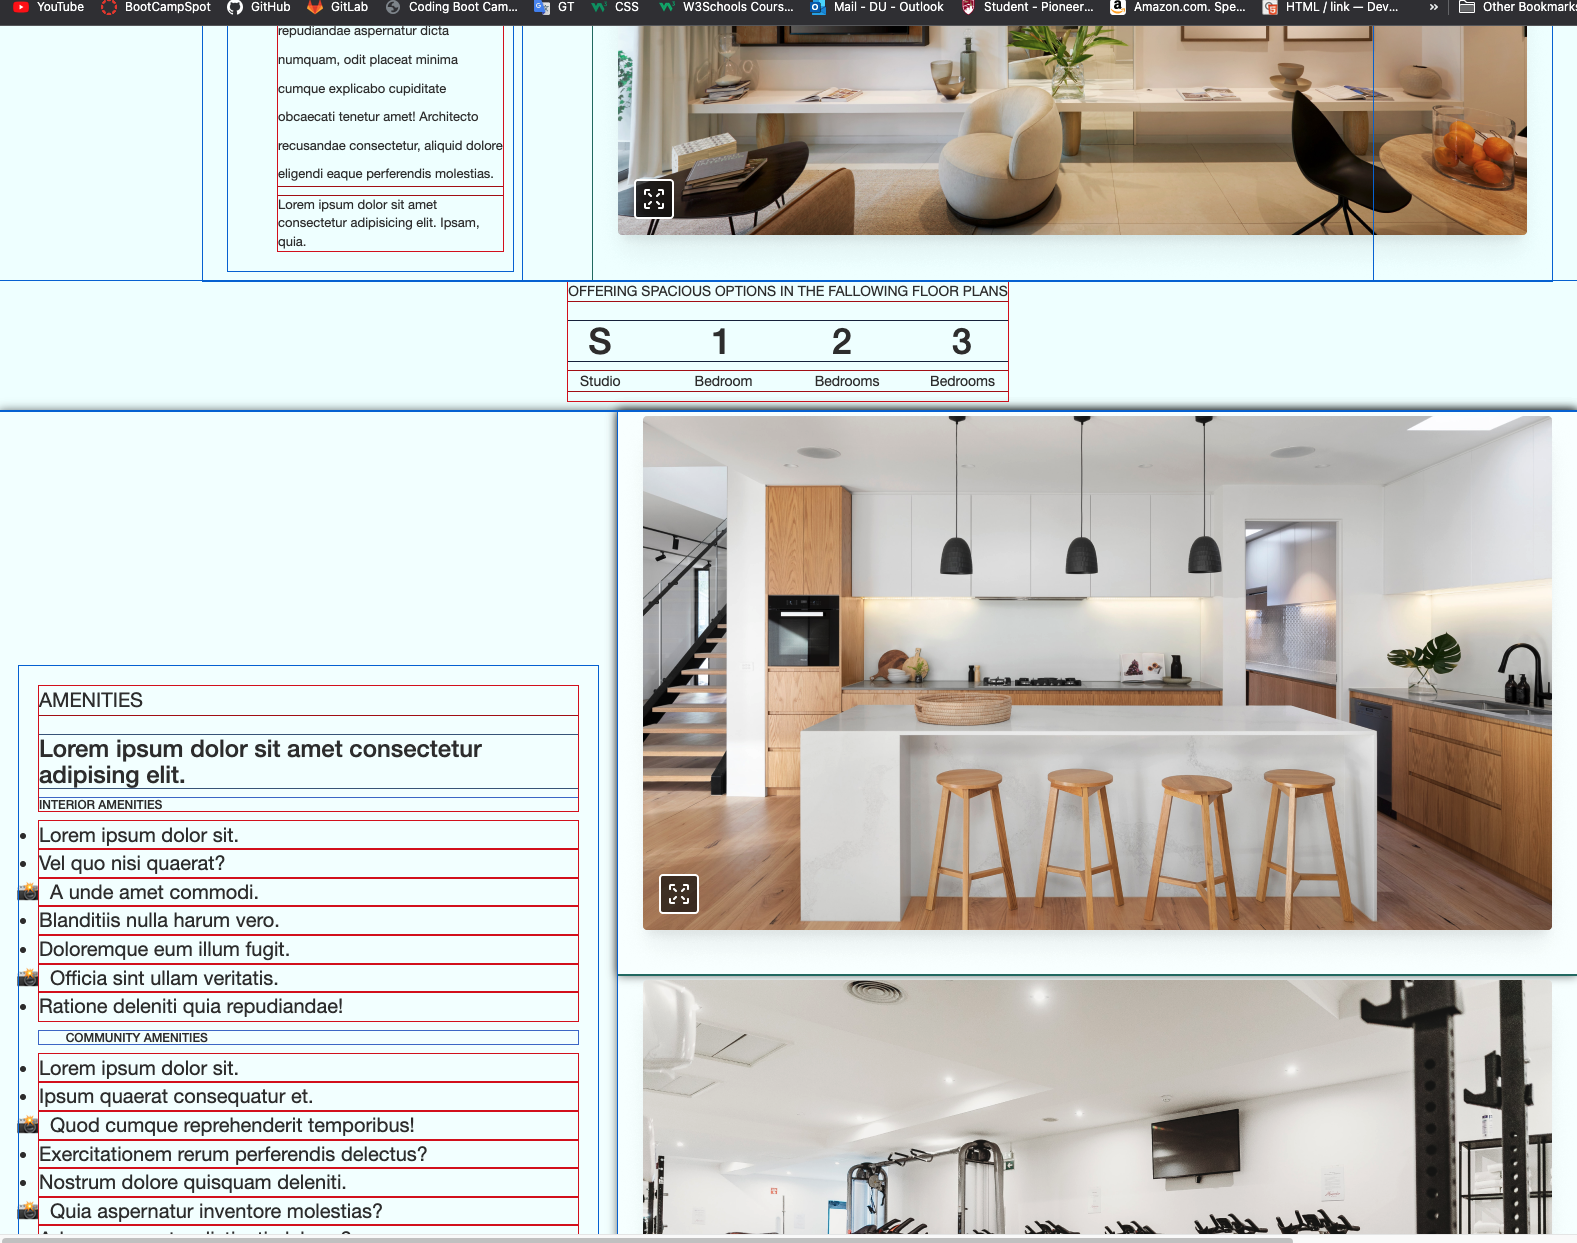 YouTube BootCampSpot GitHub GitLab Coding Boot Cam... GT CSS W3Schools Cours... Mail - DU - Outlook Student - Pioneer... Amazon.com. Spe... HTML / link — Dev... » Other Bookmarks
repudiandae aspernatur dicta
numquam, odit placeat minima
cumque explicabo cupiditate
obcaecati tenetur amet! Architecto
recusandae consectetur, aliquid dolore
eligendi eaque perferendis molestias.
Lorem ipsum dolor sit amet
consectetur adipisicing elit. Ipsam,
quia.
OFFERING SPACIOUS OPTIONS IN THE FALLOWING FLOOR PLANS
S 1 2 3
Studio Bedroom Bedrooms Bedrooms
AMENITIES
Lorem ipsum dolor sit amet consectetur
adipising elit.
INTERIOR AMENITIES
Lorem ipsum dolor sit.
Vel quo nisi quaerat?
A unde amet commodi.
Blanditiis nulla harum vero.
Doloremque eum illum fugit.
Officia sint ullam veritatis.
Ratione deleniti quia repudiandae!
COMMUNITY AMENITIES
Lorem ipsum dolor sit.
Ipsum quaerat consequatur et.
Quod cumque reprehenderit temporibus!
Exercitationem rerum perferendis delectus?
Nostrum dolore quisquam deleniti.
Quia aspernatur inventore molestias?